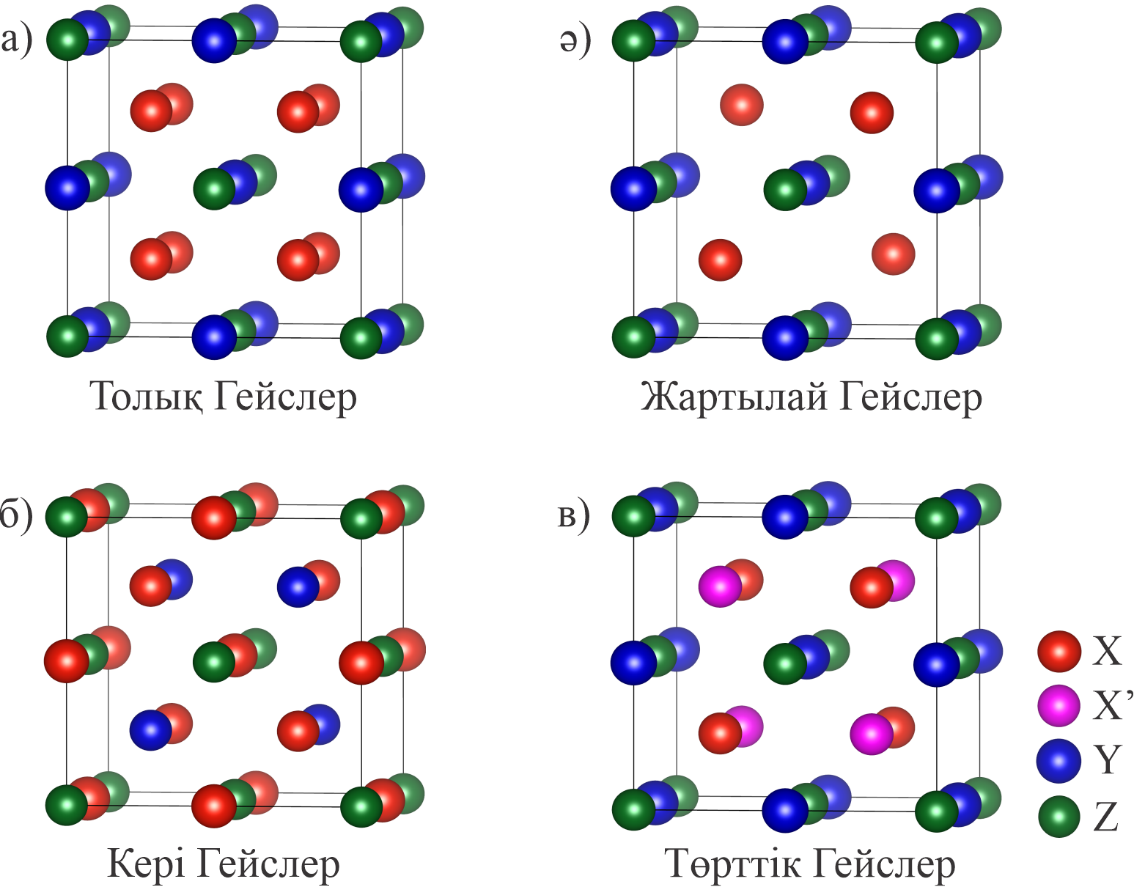 а)
ә)
Толық Гейслер
Жартылай Гейслер
б)
в)
X
X’
Y
Z
Кері Гейслер
Төрттік Гейслер